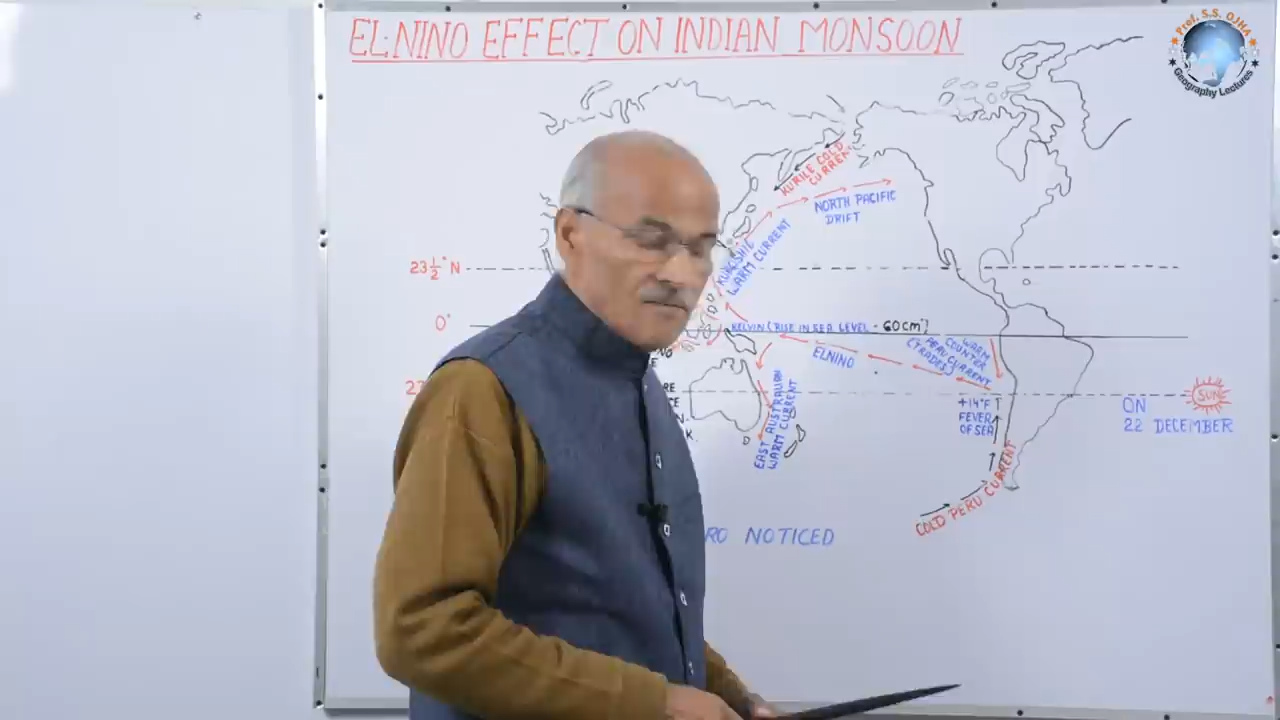 EL.NINO EFFECT ON INDIAN MONSOON
Prof. S.S. OJHA
Geography Lectures
KURILE COLD
CURRENT
NORTH PACIFIC
DRIFT
WARM CURRENT
23½° N
0°
KELVIN (RISE IN SEA LEVEL - 60 cm)
ELNINO
WARM
COUNTER
PERU CURRENT
(TRADES)
EAST AUSTRALIAN
WARM CURRENT
+14°F
FEVER
OF SEA
SUN
ON
22 DECEMBER
COLD PERU CURRENT
NOTICED